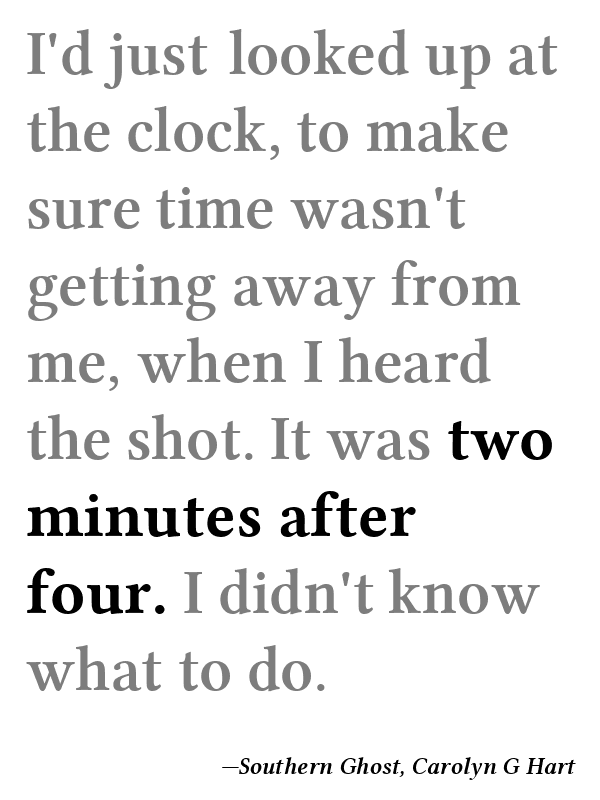 I'd just looked up at
the clock, to make
sure time wasn't
getting away from
me, when I heard
the shot. It was two
minutes after
four. I didn't know
what to do.
—Southern Ghost, Carolyn G Hart